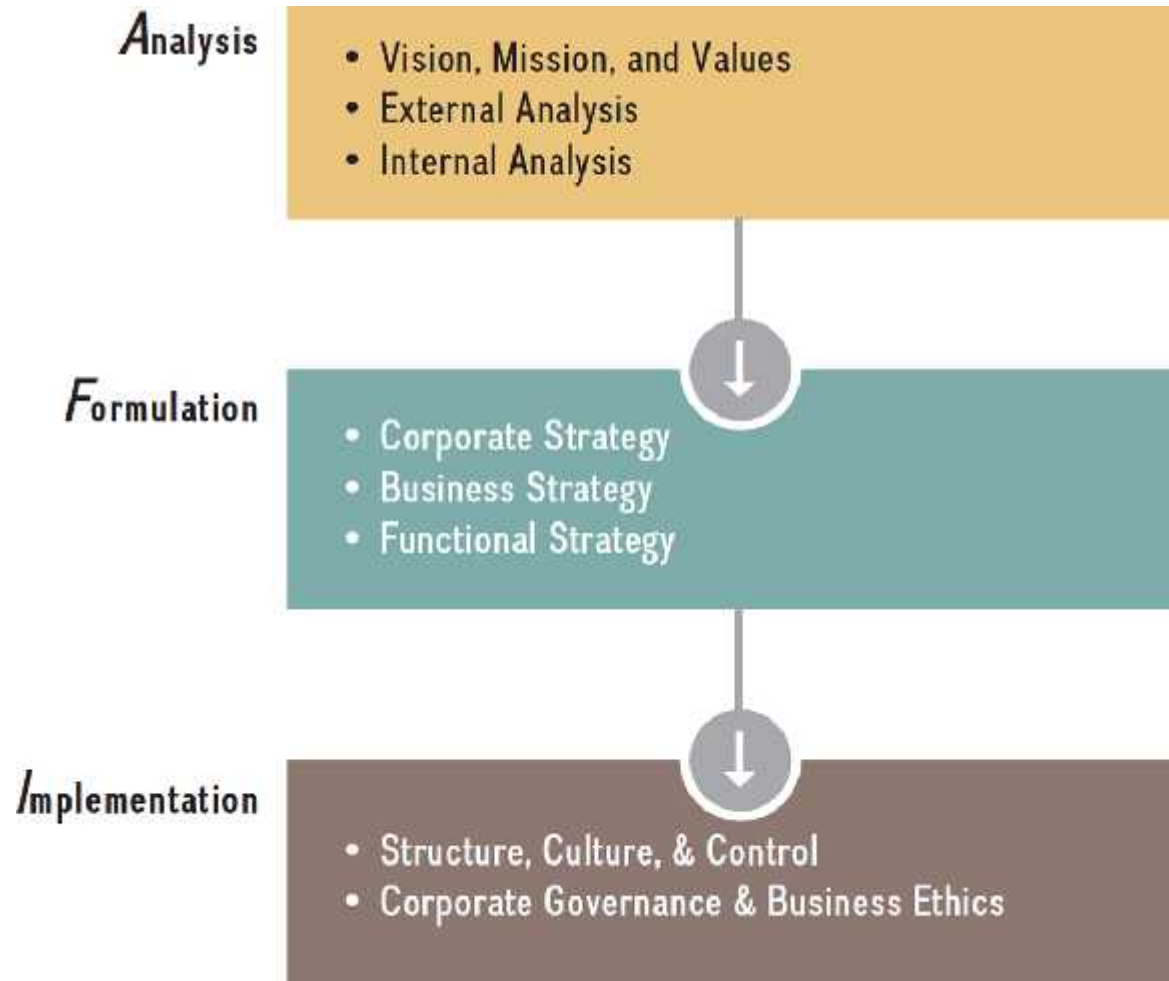 Analysis
• Vision, Mission, and Values
• External Analysis
• Internal Analysis
Formulation
• Corporate Strategy
• Business Strategy
• Functional Strategy
Implementation
• Structure, Culture, & Control
• Corporate Governance & Business Ethics